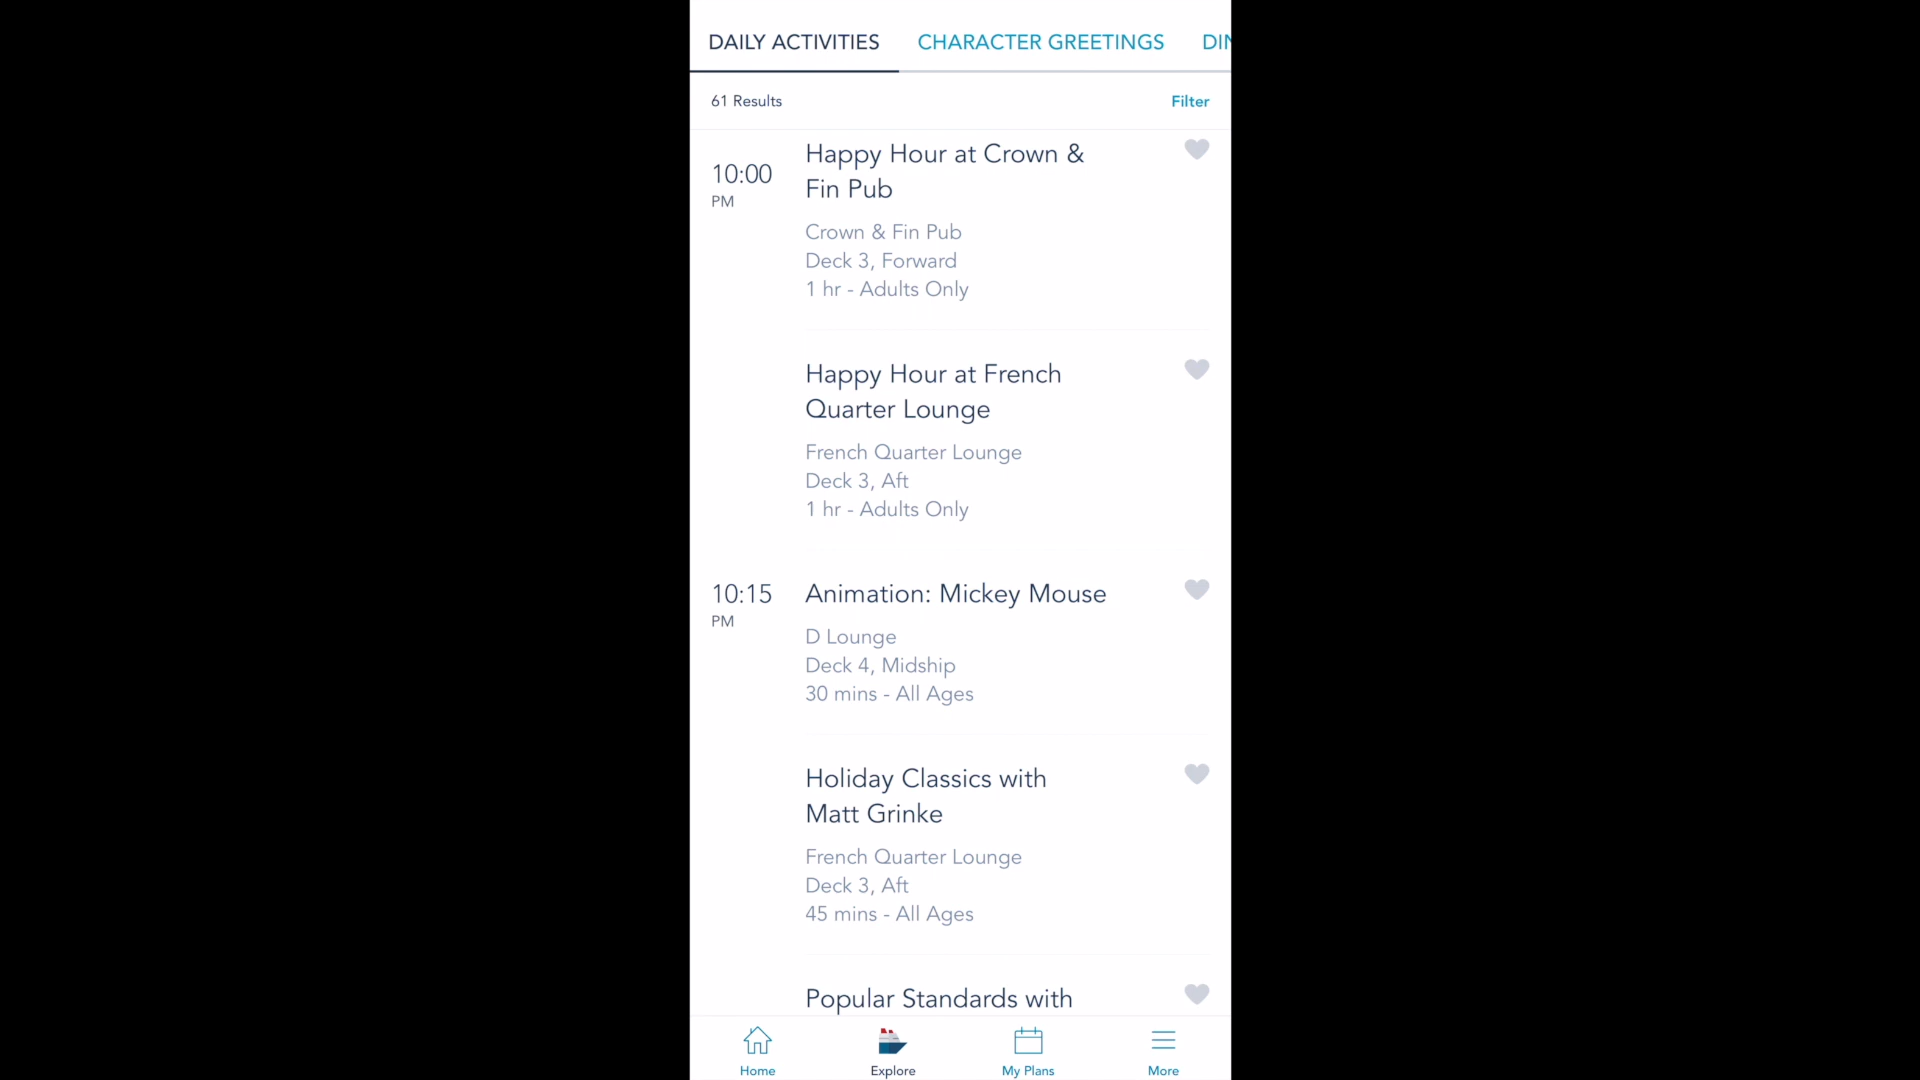 DAILY ACTIVITIES CHARACTER GREETINGS DIN
61 Results Filter
10:00
PM
Happy Hour at Crown &
Fin Pub
Crown & Fin Pub
Deck 3, Forward
1 hr - Adults Only
Happy Hour at French
Quarter Lounge
French Quarter Lounge
Deck 3, Aft
1 hr - Adults Only
10:15
PM
Animation: Mickey Mouse
D Lounge
Deck 4, Midship
30 mins - All Ages
Holiday Classics with
Matt Grinke
French Quarter Lounge
Deck 3, Aft
45 mins - All Ages
Popular Standards with
Home Explore My Plans More